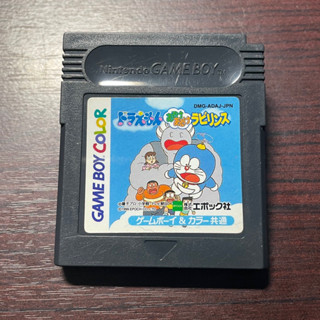 Nintendo GAME BOY
DMG-ADAJ-JPN
ドラえもん
ラビリンス
GAME BOY COLOR
エポック社
ゲームボーイ & カラー 共通